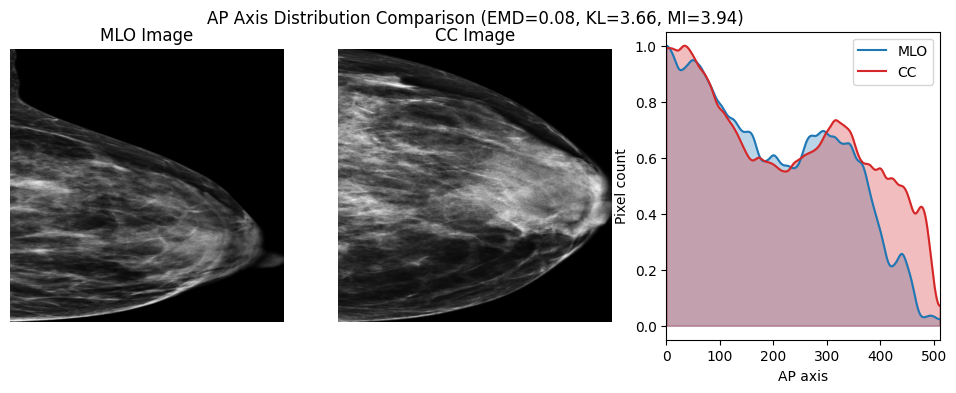 AP Axis Distribution Comparison (EMD=0.08, KL=3.66, MI=3.94)
MLO Image
CC Image
MLO
CC
1.0
0.8
0.6
0.4
0.2
0.0
Pixel count
0 100 200 300 400 500
AP axis